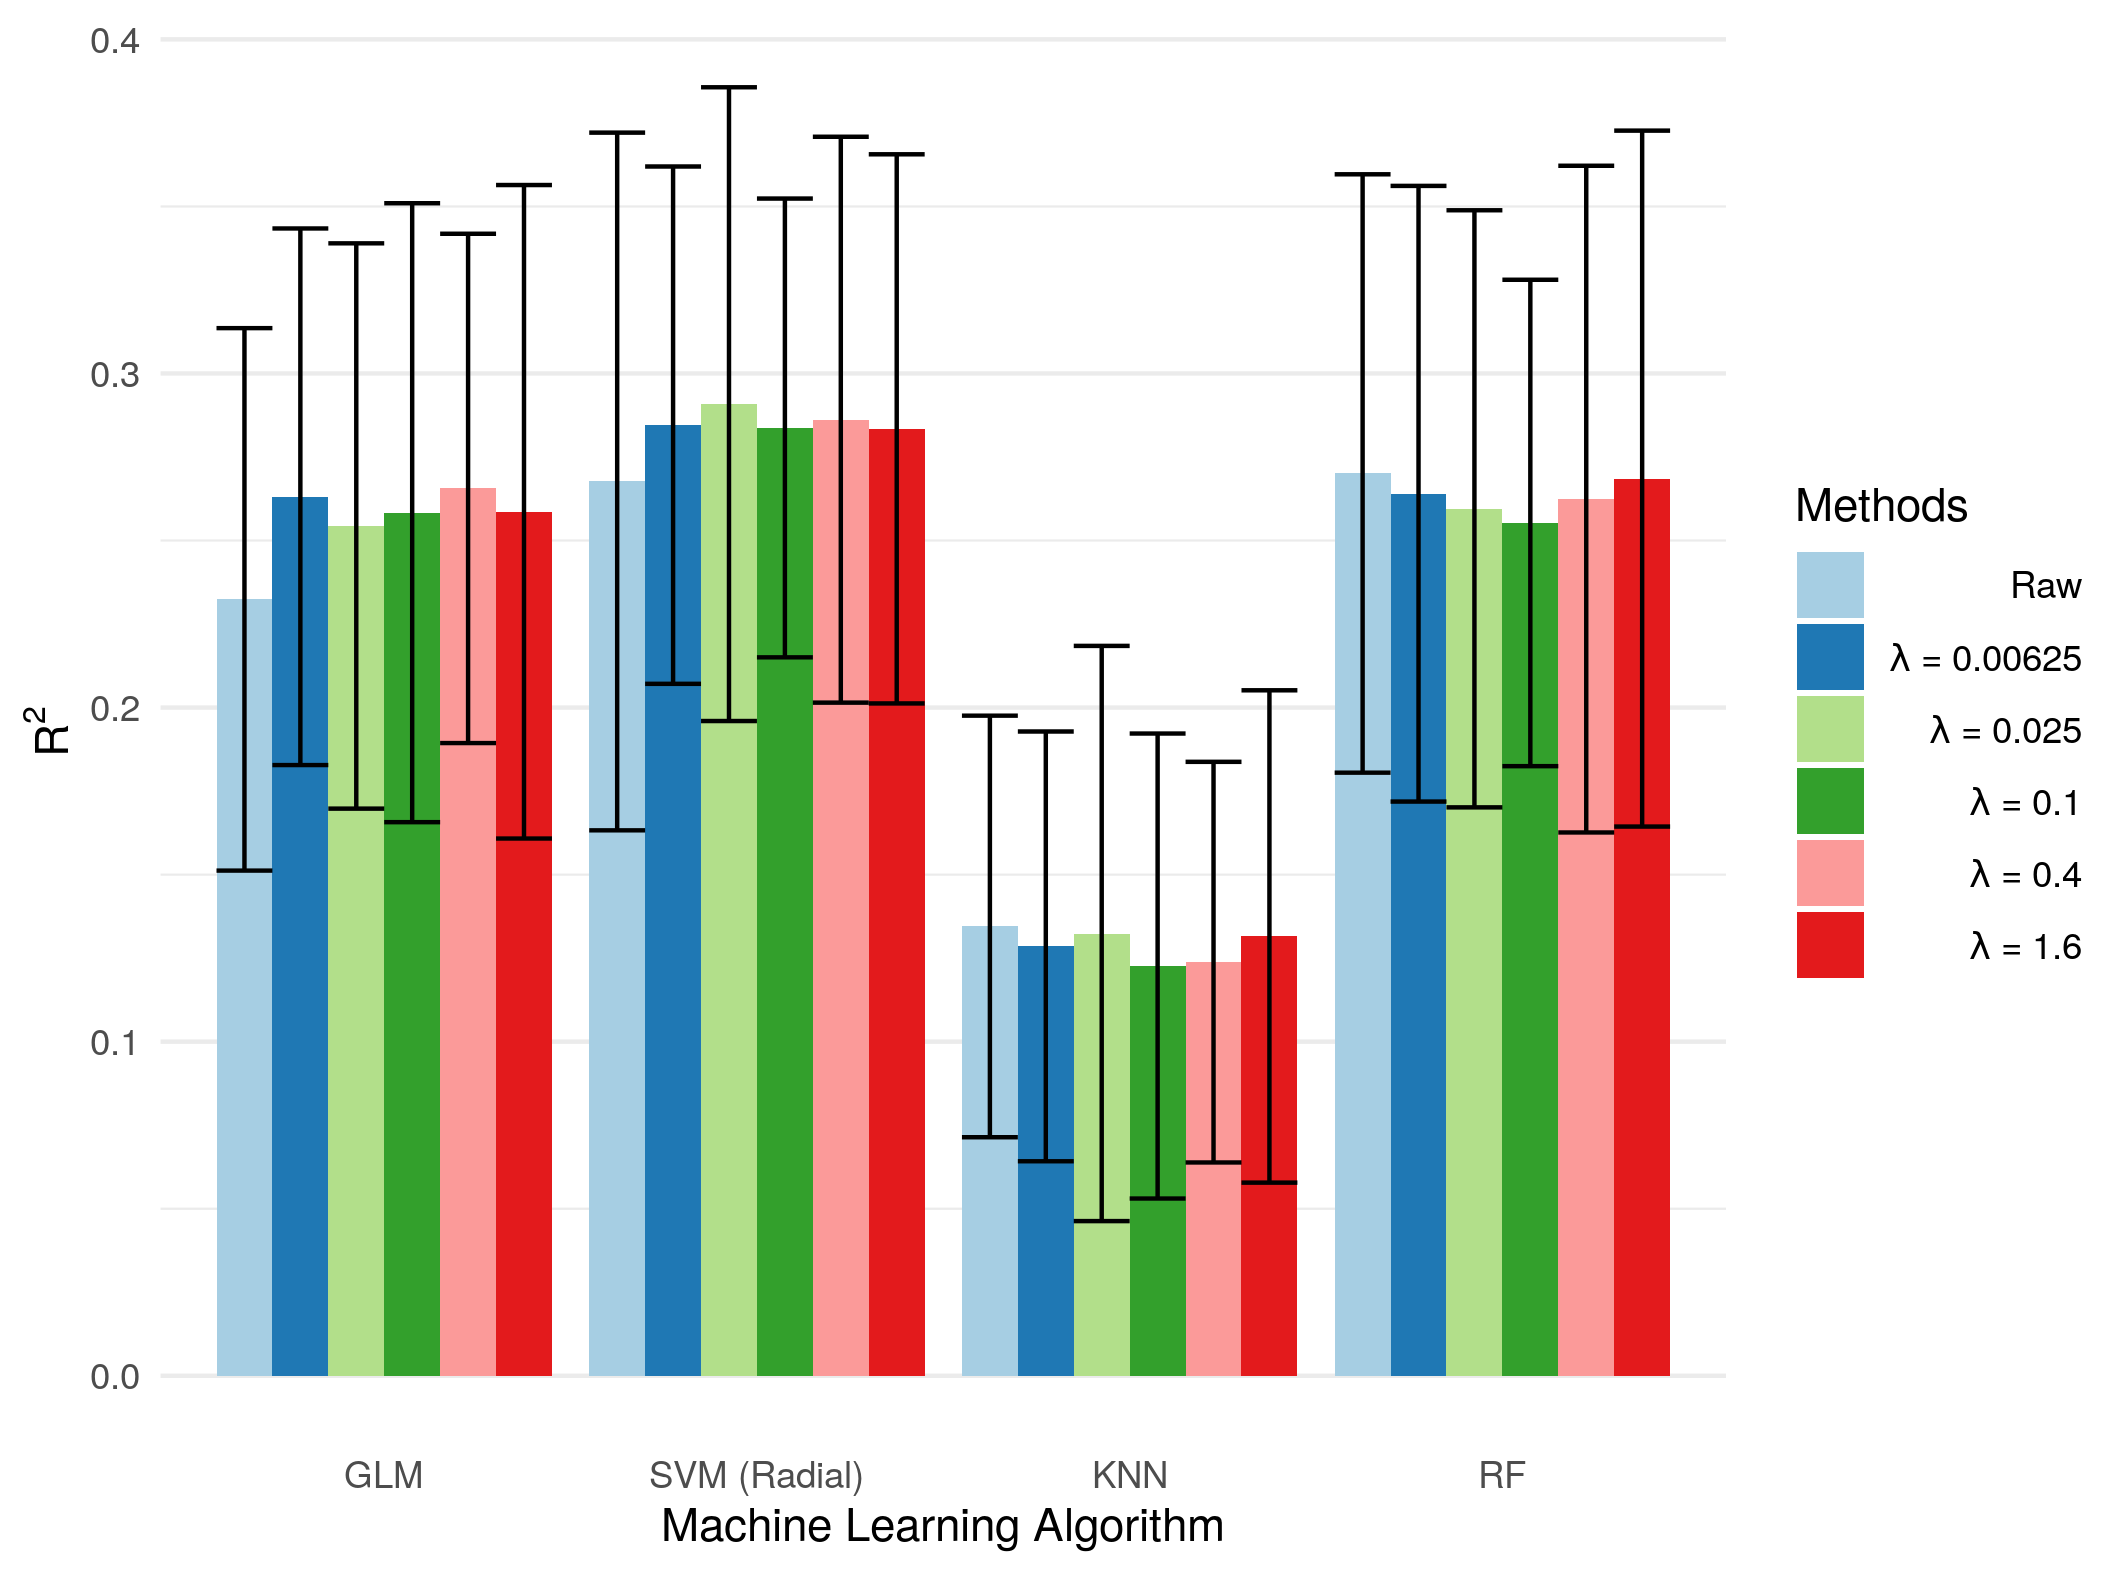 0.4
0.3
0.2
0.1
0.0
R²
GLM
SVM (Radial)
KNN
RF
Machine Learning Algorithm
Methods
Raw
λ = 0.00625
λ = 0.025
λ = 0.1
λ = 0.4
λ = 1.6